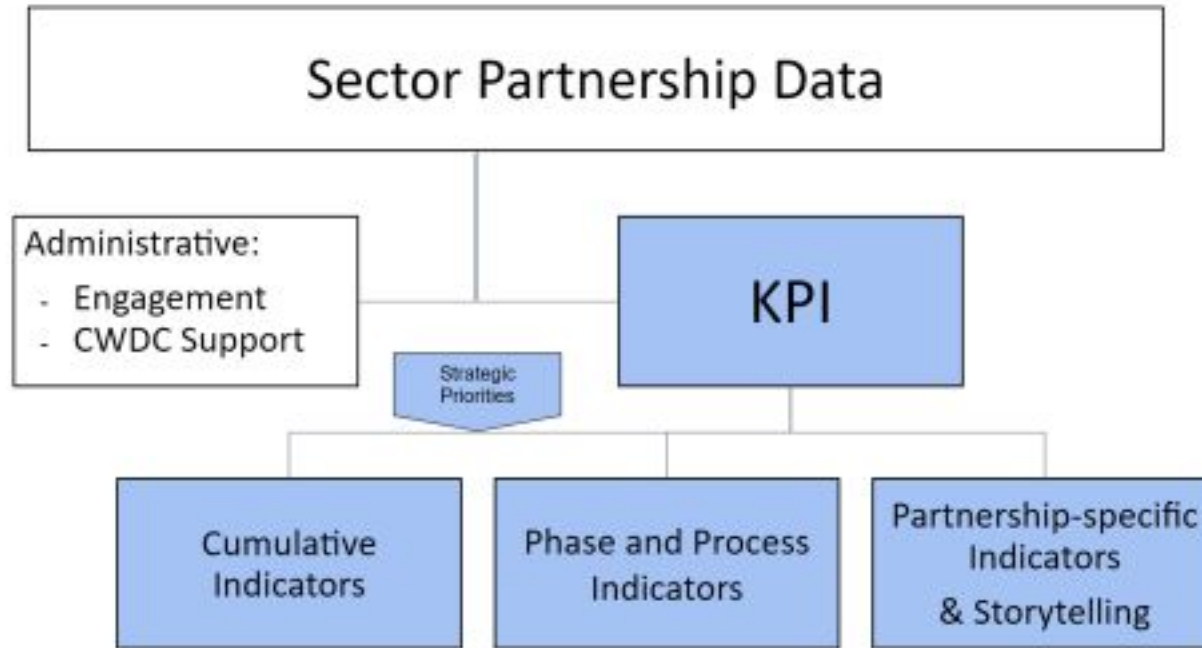 Sector Partnership Data
Administrative:
- Engagement
- CWDC Support
KPI
Strategic
Priorities
Cumulative
Indicators
Phase and Process
Indicators
Partnership-specific
Indicators
& Storytelling